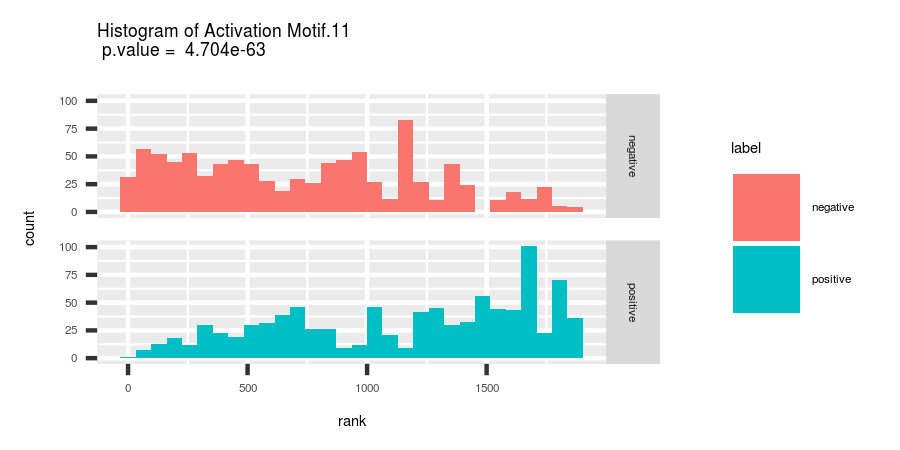 Histogram of Activation Motif.11
p.value = 4.704e-63
count
100
75
50
25
0
negative
100
75
50
25
0
positive
0 500 1000 1500
rank
label
negative
positive